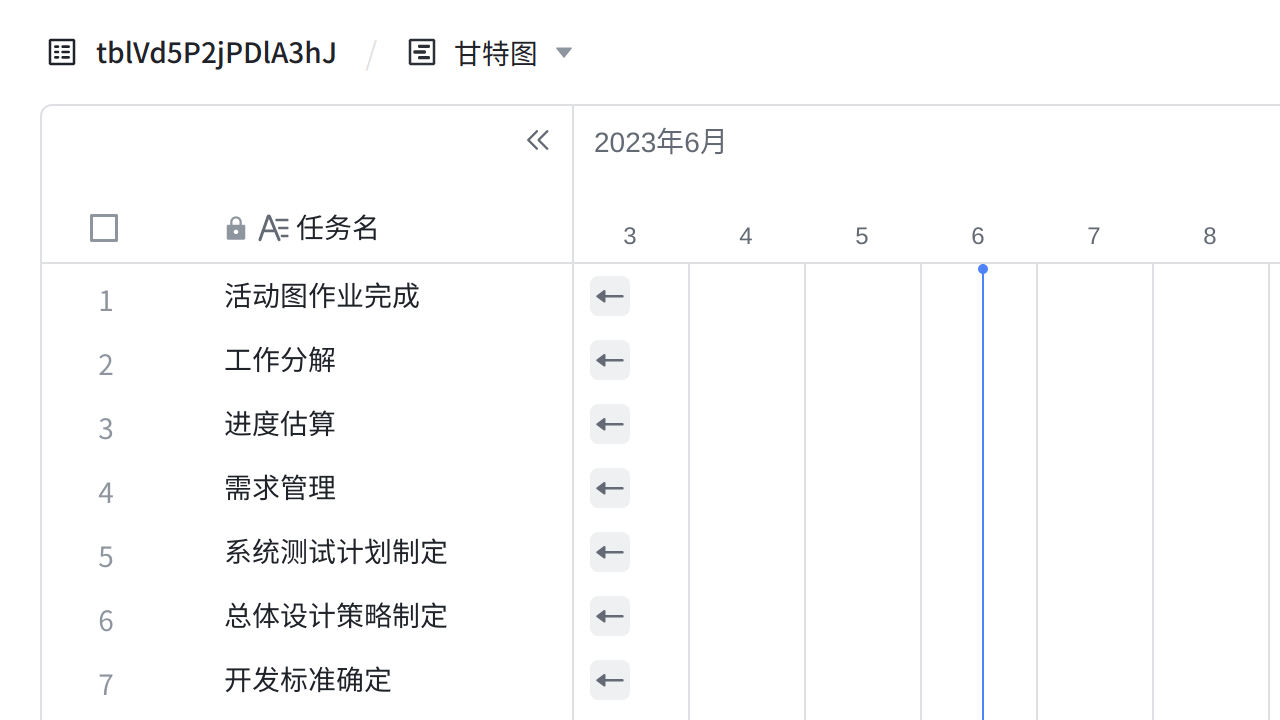 tblVd5P2jPDlA3hJ / 甘特图
2023年6月
任务名 3 4 5 6 7 8
1 活动图作业完成
2 工作分解
3 进度估算
4 需求管理
5 系统测试计划制定
6 总体设计策略制定
7 开发标准确定